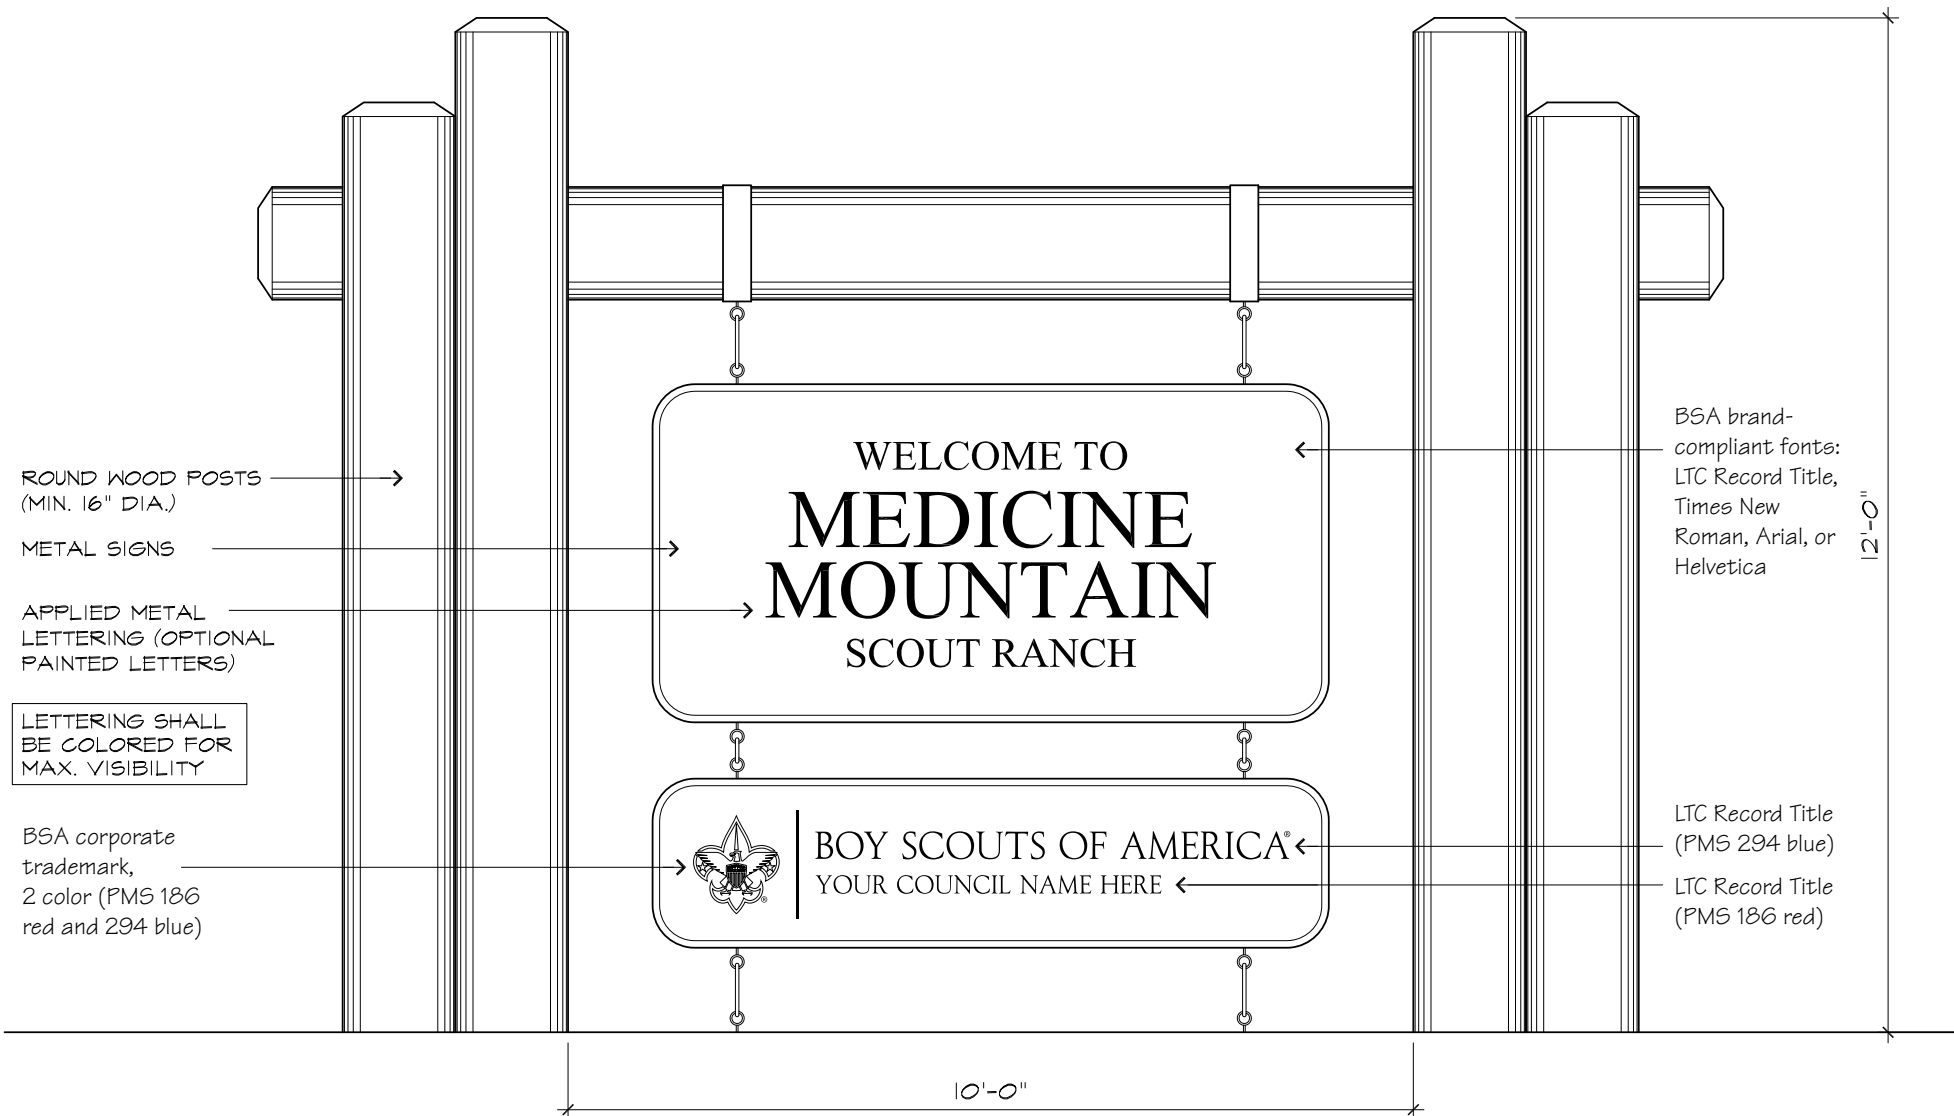 ROUND WOOD POSTS
(MIN. 16" DIA.)
METAL SIGNS
APPLIED METAL
LETTERING (OPTIONAL
PAINTED LETTERS)
LETTERING SHALL
BE COLORED FOR
MAX. VISIBILITY
BSA corporate
trademark,
2 color (PMS 186
red and 294 blue)
WELCOME TO
MEDICINE
MOUNTAIN
SCOUT RANCH
BOY SCOUTS OF AMERICA®
YOUR COUNCIL NAME HERE
®
BSA brand-
compliant fonts:
LTC Record Title,
Times New
Roman, Arial, or
Helvetica
12'-0"
LTC Record Title
(PMS 294 blue)
LTC Record Title
(PMS 186 red)
10'-0"